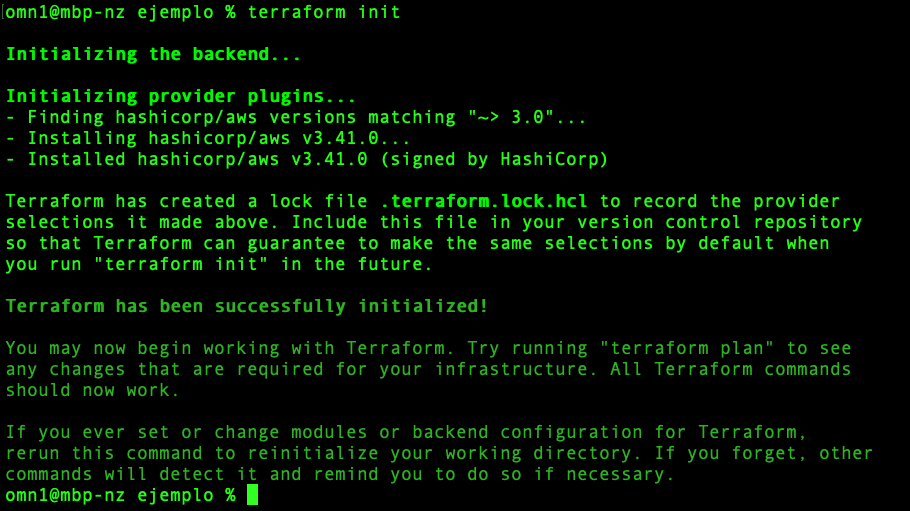 omn1@mbp-nz ejemplo % terraform init
Initializing the backend...
Initializing provider plugins...
- Finding hashicorp/aws versions matching "~> 3.0"...
- Installing hashicorp/aws v3.41.0...
- Installed hashicorp/aws v3.41.0 (signed by HashiCorp)
Terraform has created a lock file .terraform.lock.hcl to record the provider
selections it made above. Include this file in your version control repository
so that Terraform can guarantee to make the same selections by default when
you run "terraform init" in the future.
Terraform has been successfully initialized!
You may now begin working with Terraform. Try running "terraform plan" to see
any changes that are required for your infrastructure. All Terraform commands
should now work.
If you ever set or change modules or backend configuration for Terraform,
rerun this command to reinitialize your working directory. If you forget, other
commands will detect it and remind you to do so if necessary.
omn1@mbp-nz ejemplo %